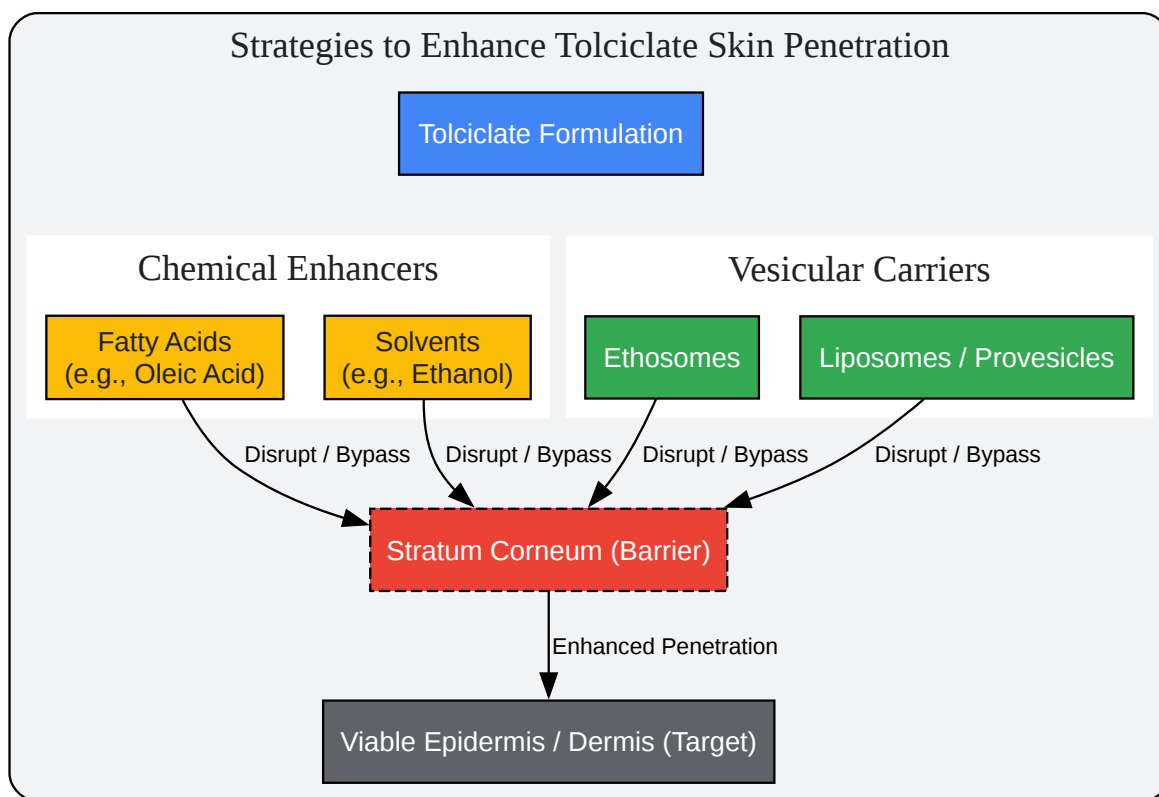 Strategies to Enhance Tolciclate Skin Penetration
Tolciclate Formulation
Chemical Enhancers
Vesicular Carriers
Fatty Acids
(e.g., Oleic Acid)
Solvents
(e.g., Ethanol)
Ethosomes
Liposomes / Provesicles
Disrupt / Bypass
Disrupt / Bypass
Disrupt / Bypass
Disrupt / Bypass
Stratum Corneum (Barrier)
Enhanced Penetration
Viable Epidermis / Dermis (Target)